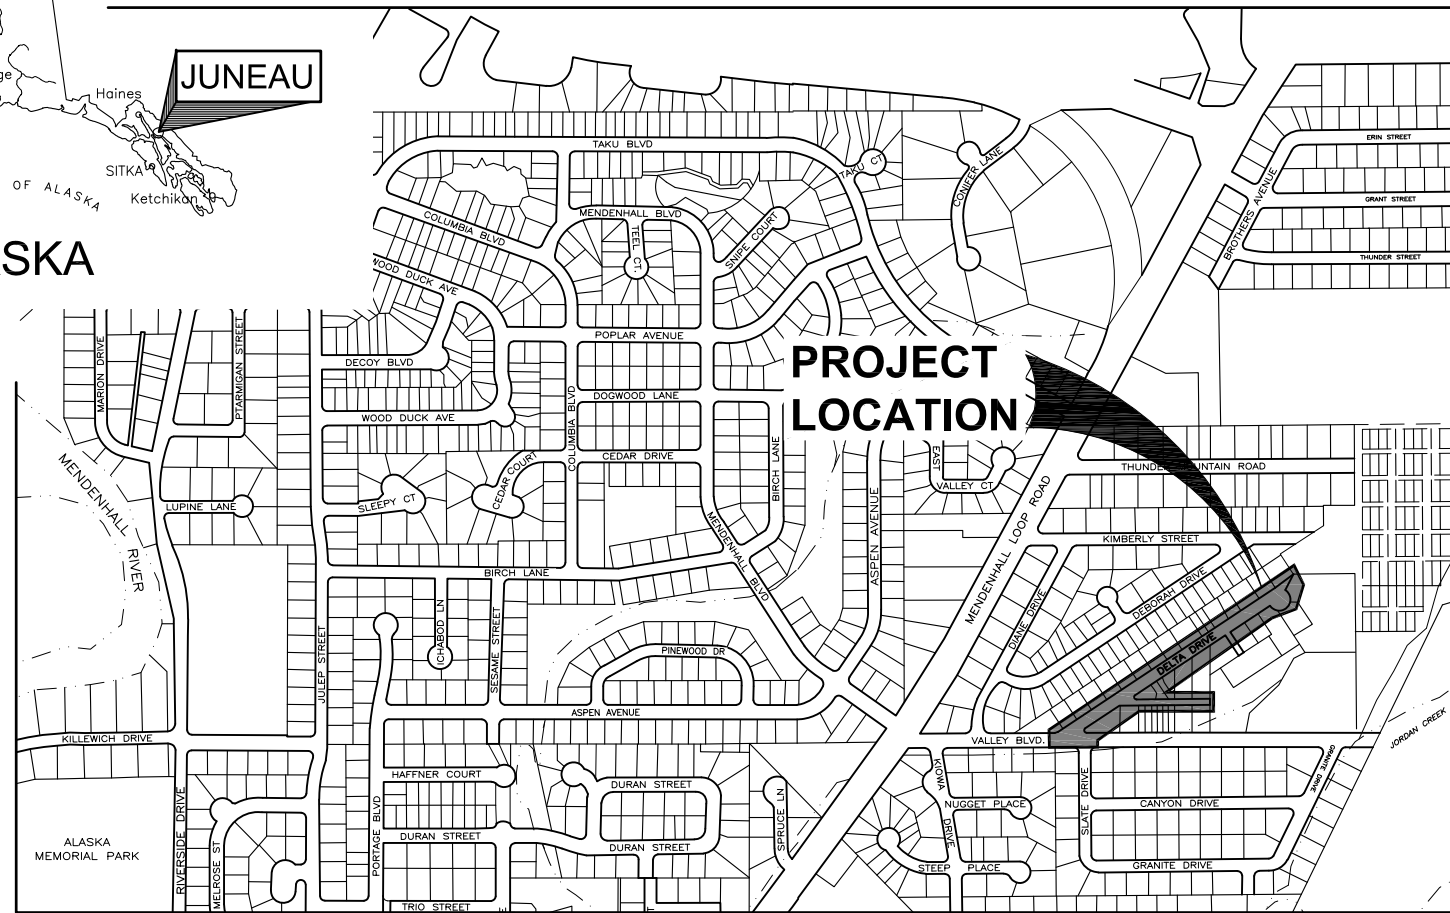 JUNEAU
Haines
SITKA
Ketchikan
OF ALASKA
SKA
TAKU BLVD
TAKU CT
CONIFER LANE
ERIN STREET
GRANT STREET
THUNDER STREET
BROTHERS AVENUE
COLUMBIA BLVD
MENDENHALL BLVD
TEEL CT.
SNIPE COURT
WOOD DUCK AVE
POPLAR AVENUE
DECOY BLVD
DOGWOOD LANE
WOOD DUCK AVE
COLUMBIA BLVD
CEDAR DRIVE
CEDAR COURT
BIRCH LANE
SLEEPY CT
MARION DRIVE
PTARMIGAN STREET
MENDENHALL
RIVER
LUPINE LANE
PROJECT
LOCATION
EAST
VALLEY CT
ASPEN AVENUE
MENDENHALL LOOP ROAD
KIMBERLY STREET
DIANE DRIVE
DEBORAH DRIVE
DELTA DRIVE
MENDENHALL BLVD
BIRCH LANE
ICHABOD LN
SESAME STREET
JULEP STREET
PINEWOOD DR
ASPEN AVENUE
KILLEWICH DRIVE
VALLEY BLVD.
JORDAN CREEK
HAFFNER COURT
DURAN STREET
DURAN STREET
DURAN STREET
SPRUCE LN
KIOWA
DRIVE
NUGGET PLACE
STEEP PLACE
SLATE DRIVE
CANYON DRIVE
GRANITE DRIVE
GRANITE DRIVE
ALASKA
MEMORIAL PARK
RIVERSIDE DRIVE
MELROSE ST
PORTAGE BLVD
TRIO STREET